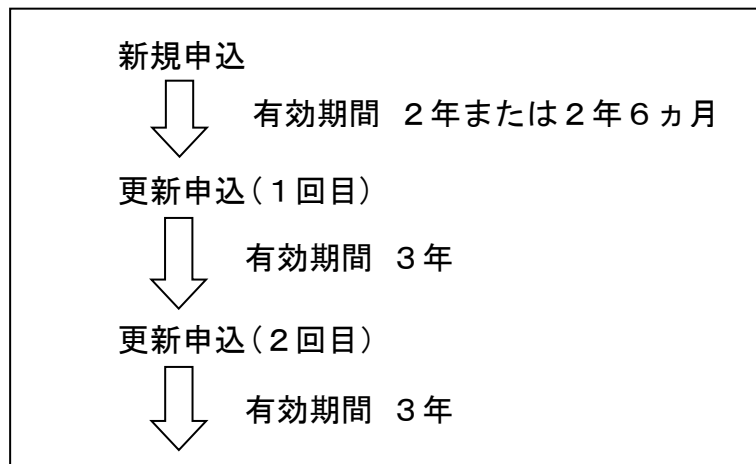 新規申込
有効期間　２年または２年６ヵ月
更新申込（１回目）
有効期間　３年
更新申込（２回目）
有効期間　３年